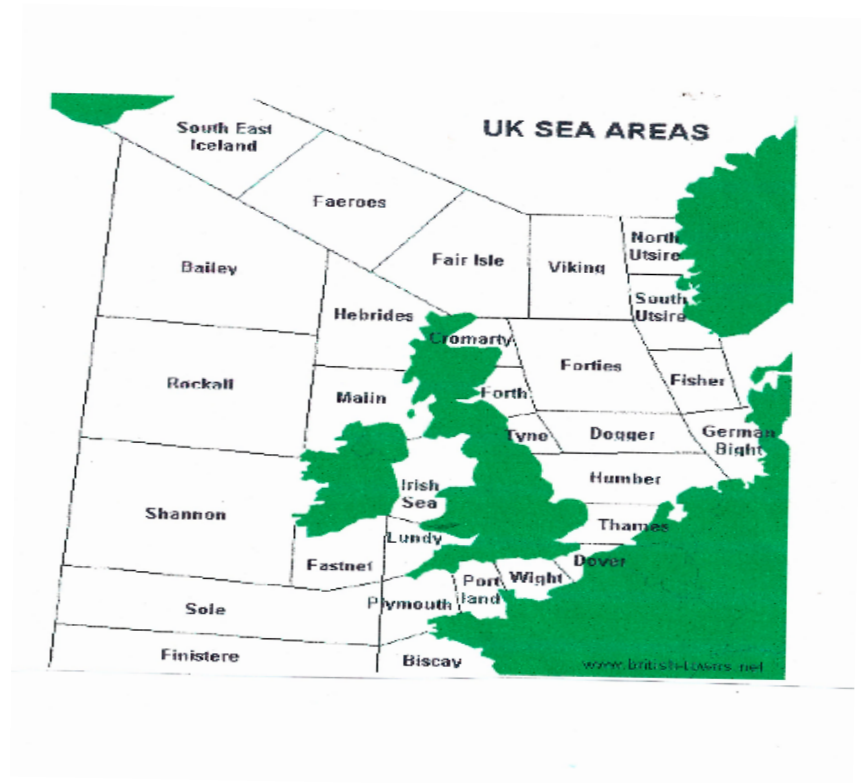 UK SEA AREAS
South East
Iceland
Faeroes
Fair Isle
Viking
North
Utsire
South
Utsire
Bailey
Hebrides
Cromarty
Forties
Fisher
Rockall
Malin
Forth
Tyne
Dogger
German
Bight
Humber
Irish
Sea
Shannon
Thames
Lundy
Fastnet
Dover
Port
land
Wight
Plymouth
Sole
Finistere
Biscay
www.british-towns.net